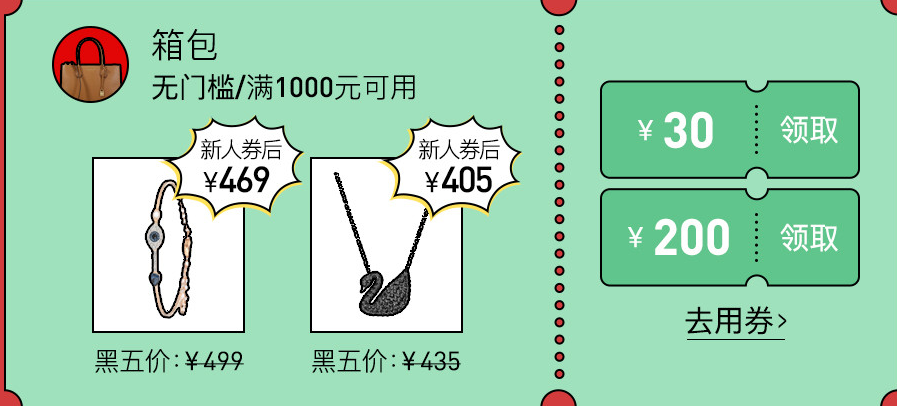 箱包
无门槛/满1000元可用
新人券后
¥469
新人券后
¥405
黑五价:¥499
黑五价:¥435
¥ 30 领取
¥ 200 领取
去用券>